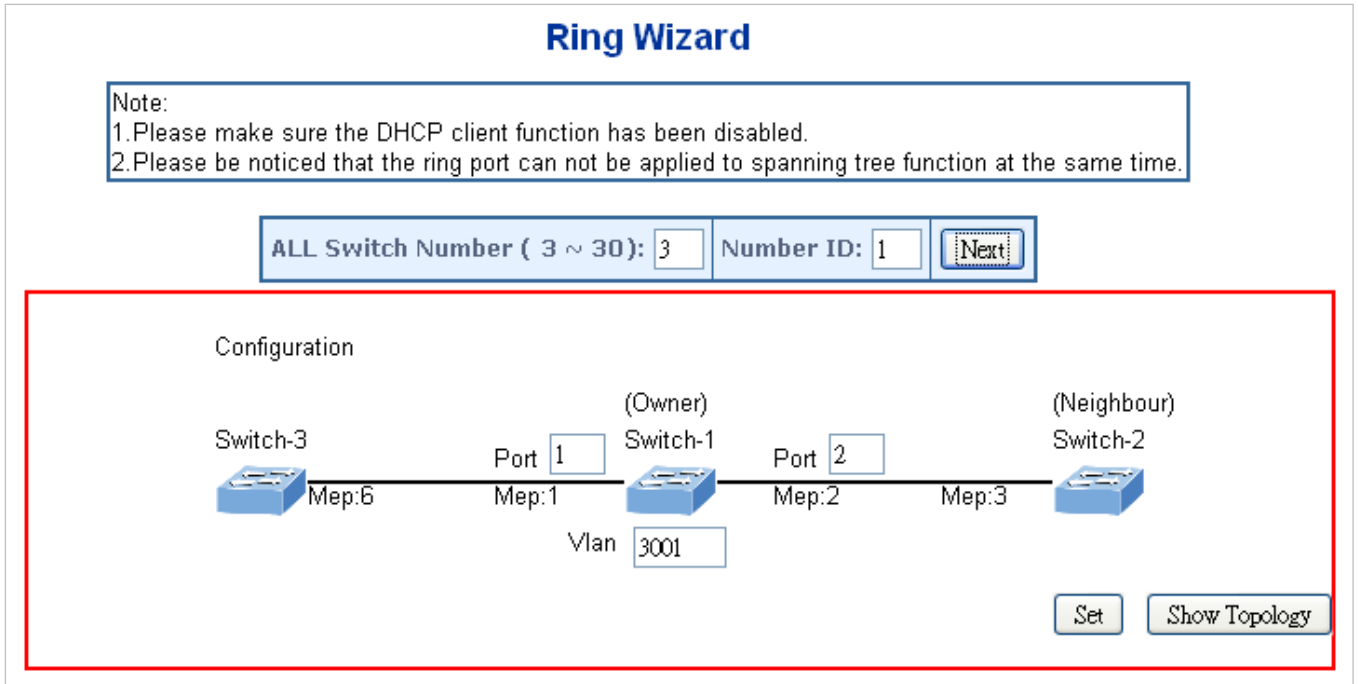 Ring Wizard
Note:
1.Please make sure the DHCP client function has been disabled.
2.Please be noticed that the ring port can not be applied to spanning tree function at the same time.
ALL Switch Number ( 3 ~ 30): 3 Number ID: 1 Next
Configuration
(Owner) (Neighbour)
Switch-3 Port 1 Switch-1 Port 2 Switch-2
Mep:6 Mep:1 Mep:2 Mep:3
Vlan 3001
Set Show Topology